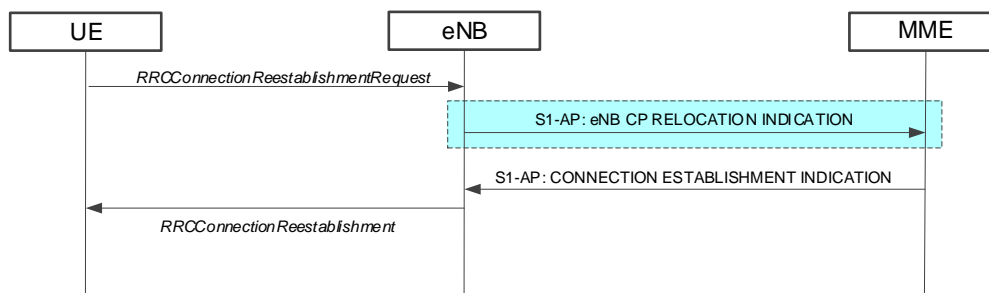 UE
eNB
MME
RRCConnectionReestablishmentRequest
S1-AP: eNB CP RELOCATION INDICATION
S1-AP: CONNECTION ESTABLISHMENT INDICATION
RRCConnectionReestablishment